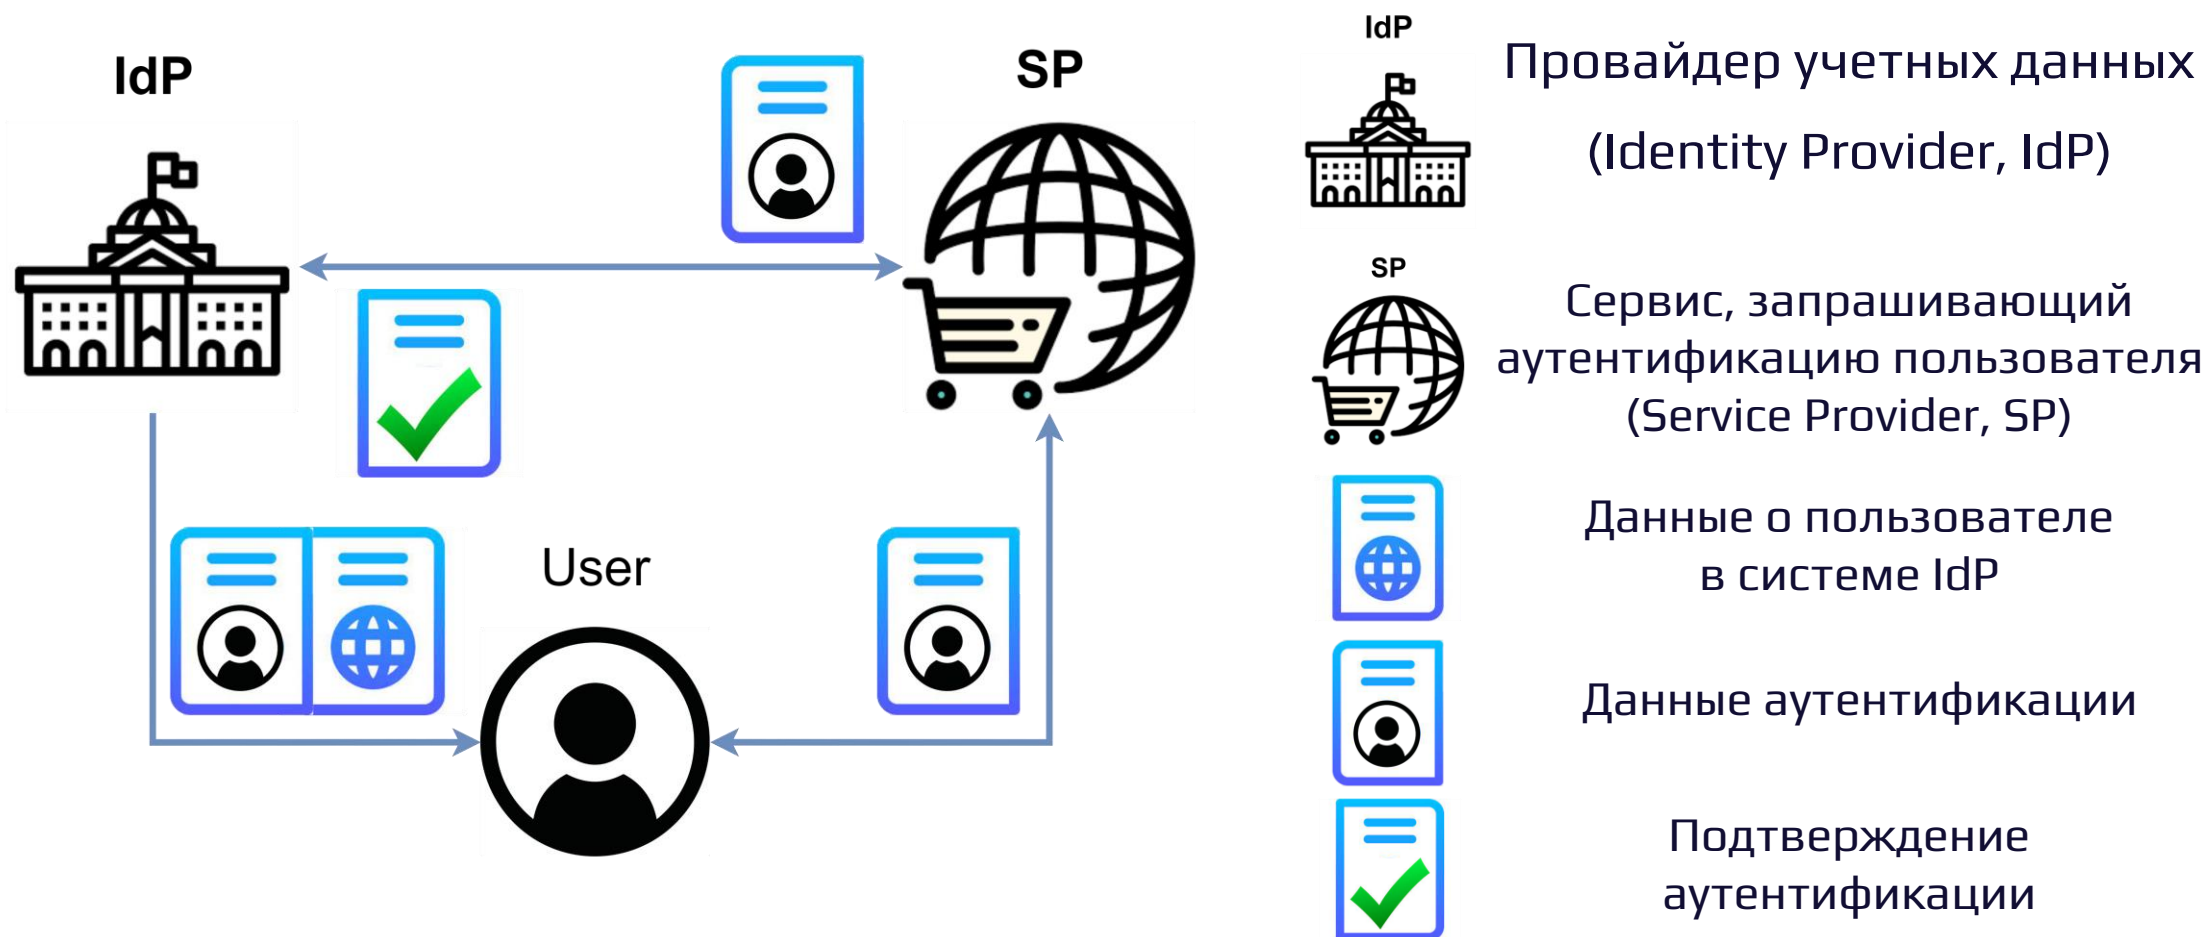 IdP
SP
User
IdP
Провайдер учетных данных
(Identity Provider, IdP)
SP
Сервис, запрашивающий
аутентификацию пользователя
(Service Provider, SP)
Данные о пользователе
в системе IdP
Данные аутентификации
Подтверждение
аутентификации